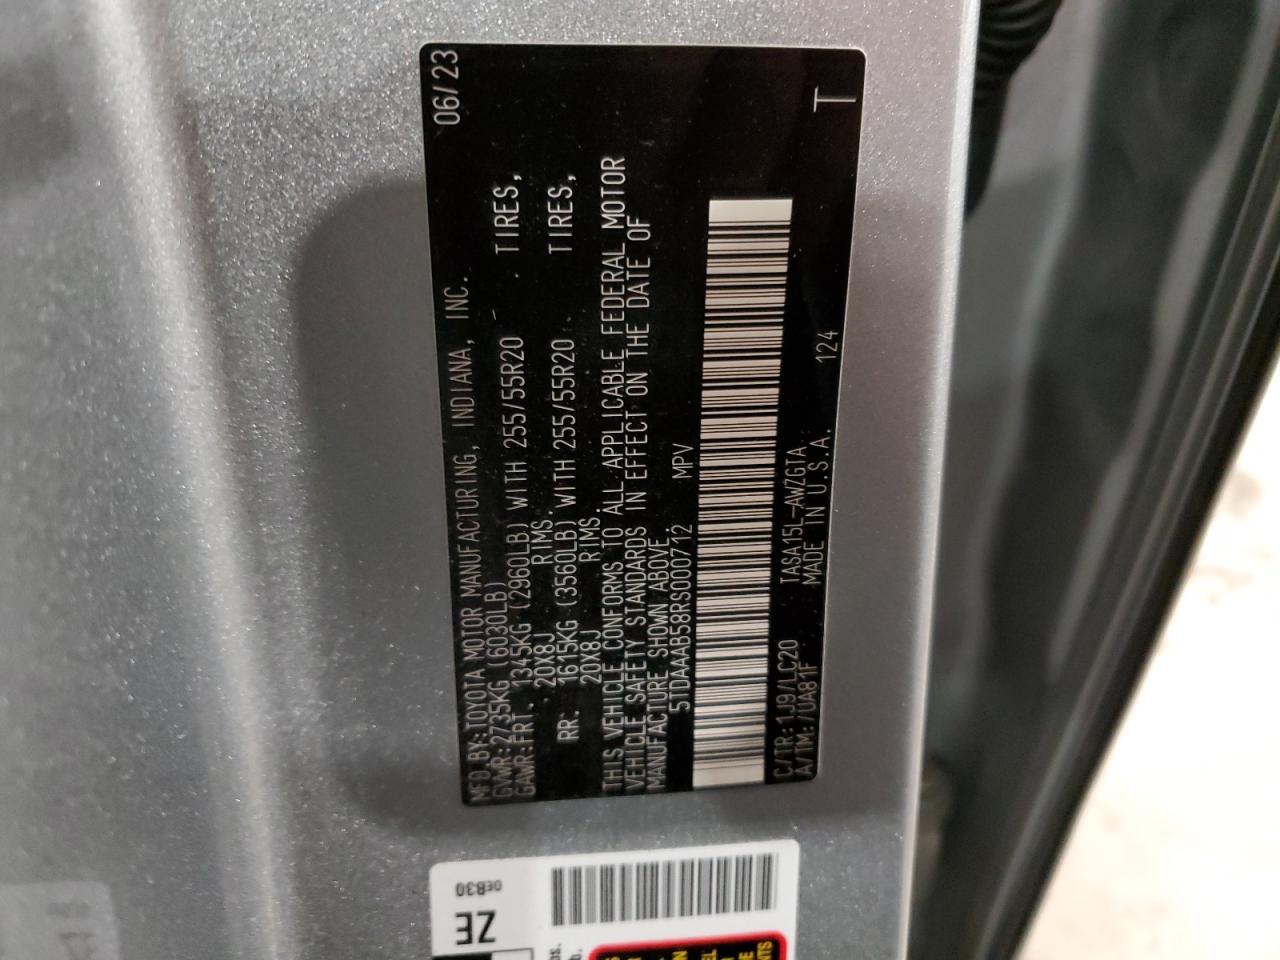 MFD.BY:TOYOTA MOTOR MANUFACTURING, INDIANA, INC. 06/23
GVWR:2735KG (6030LB)
GAWR:FRT. 1345KG (2960LB) WITH 255/55R20 TIRES,
20X8J RIMS,
RR. 1615KG (3560LB) WITH 255/55R20 TIRES,
20X8J RIMS.
THIS VEHICLE CONFORMS TO ALL APPLICABLE FEDERAL MOTOR
VEHICLE SAFETY STANDARDS IN EFFECT ON THE DATE OF
MANUFACTURE SHOWN ABOVE.
5TDAAAB58RS000712 MPV
C/TR:1J9/LC20 TASA15L-AWZGTA
A/TM:/UA81F MADE IN U.S.A. 124 T
0EB30
ZE